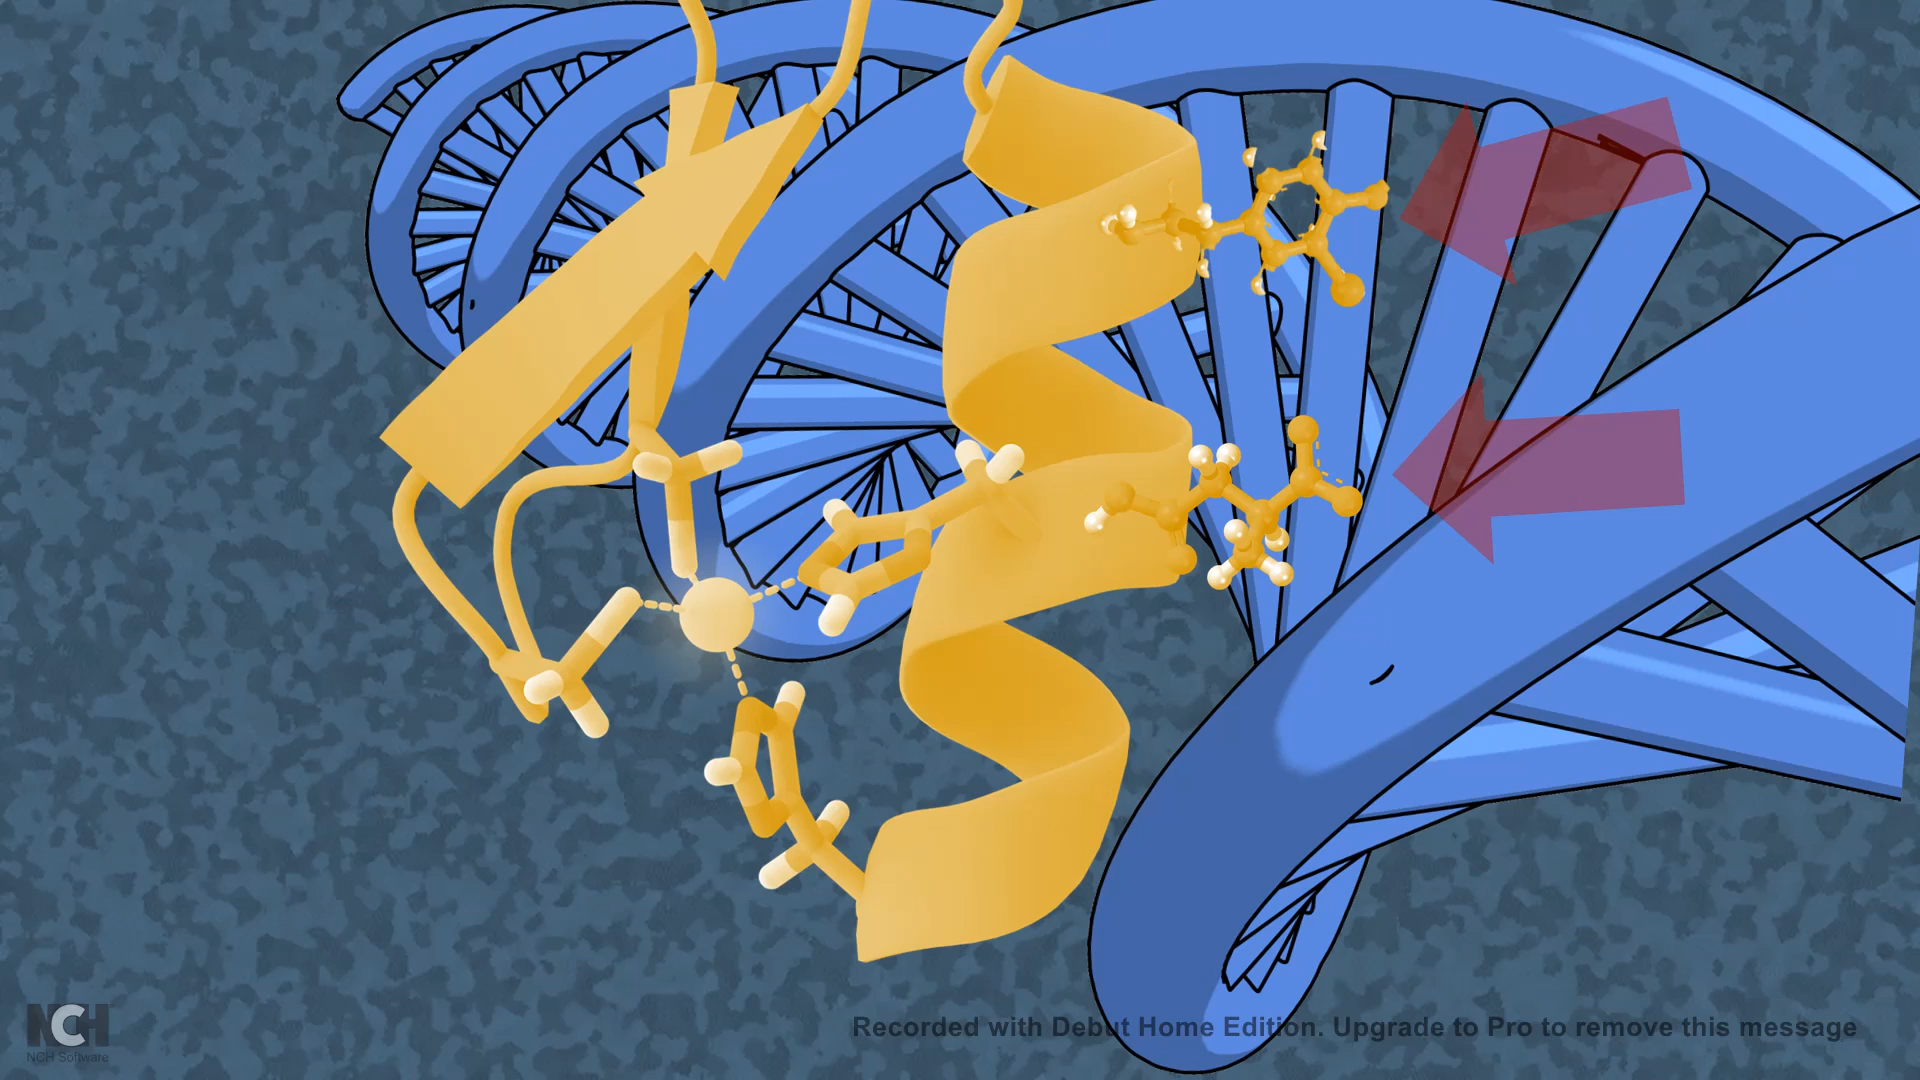 NCH
NCH Software
Recorded with Debut Home Edition. Upgrade to Pro to remove this message